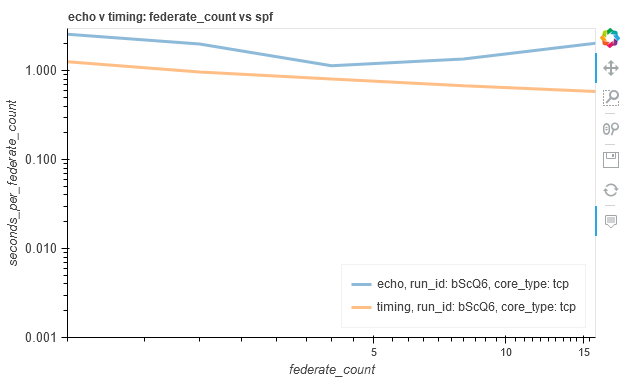 echo v timing: federate_count vs spf
seconds_per_federate_count
1.000
0.100
0.010
0.001
echo, run_id: bScQ6, core_type: tcp
timing, run_id: bScQ6, core_type: tcp
5
10
15
federate_count